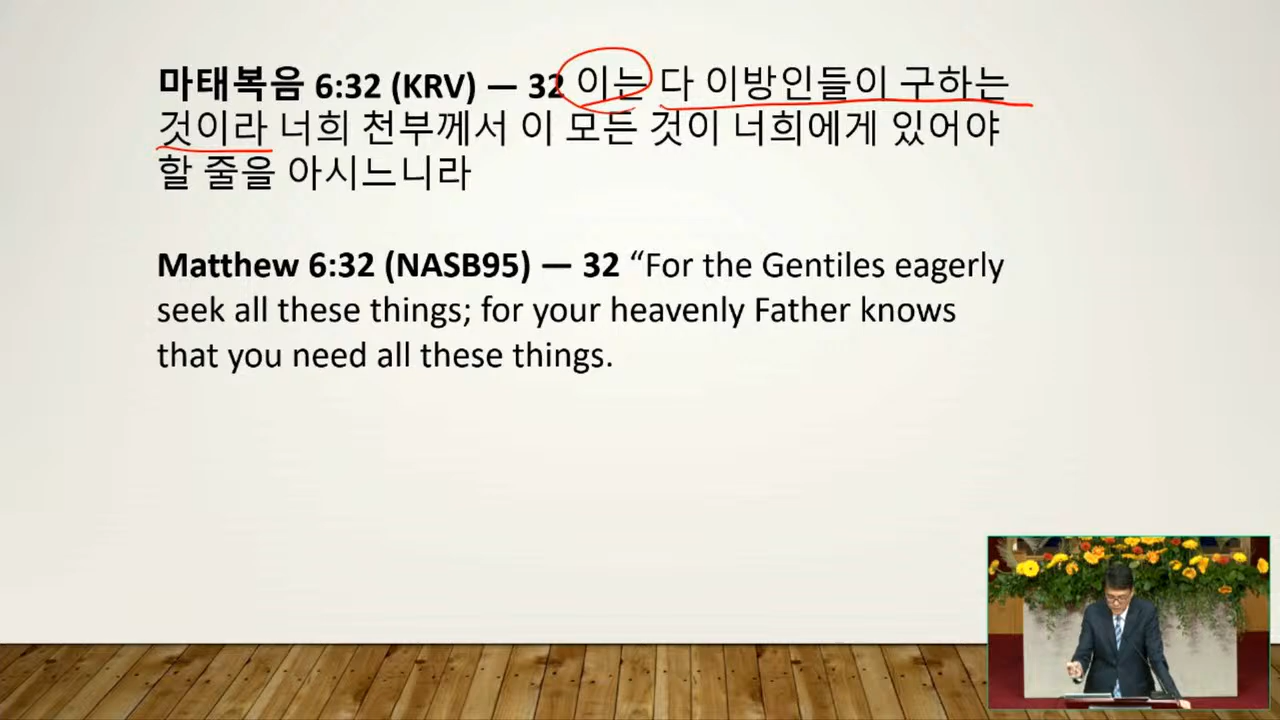 마태복음 6:32 (KRV) — 32 이는 다 이방인들이 구하는
것이라 너희 천부께서 이 모든 것이 너희에게 있어야
할 줄을 아시느니라
Matthew 6:32 (NASB95) — 32 “For the Gentiles eagerly
seek all these things; for your heavenly Father knows
that you need all these things.